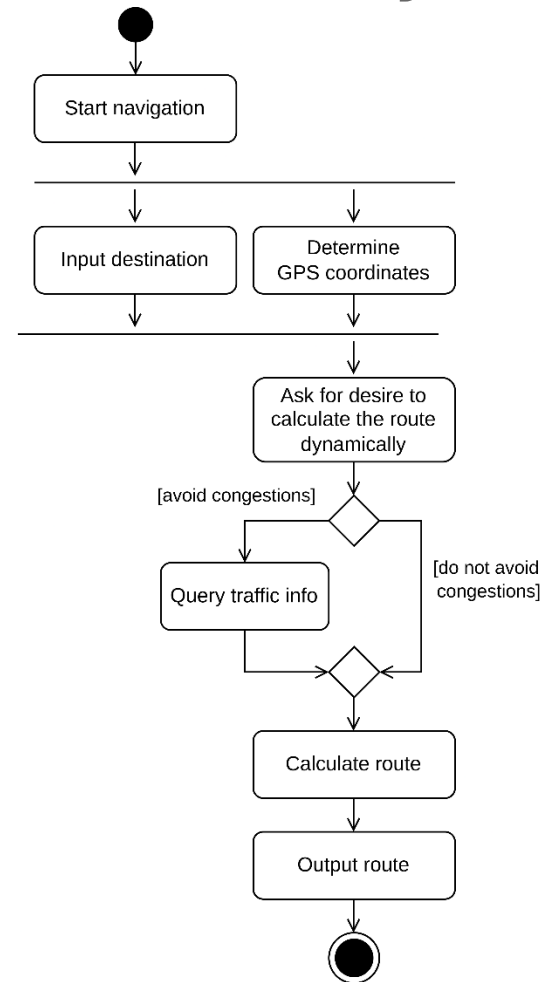 Start navigation
Input destination
Determine
GPS coordinates
Ask for desire to
calculate the route
dynamically
[avoid congestions]
[do not avoid
congestions]
Query traffic info
Calculate route
Output route